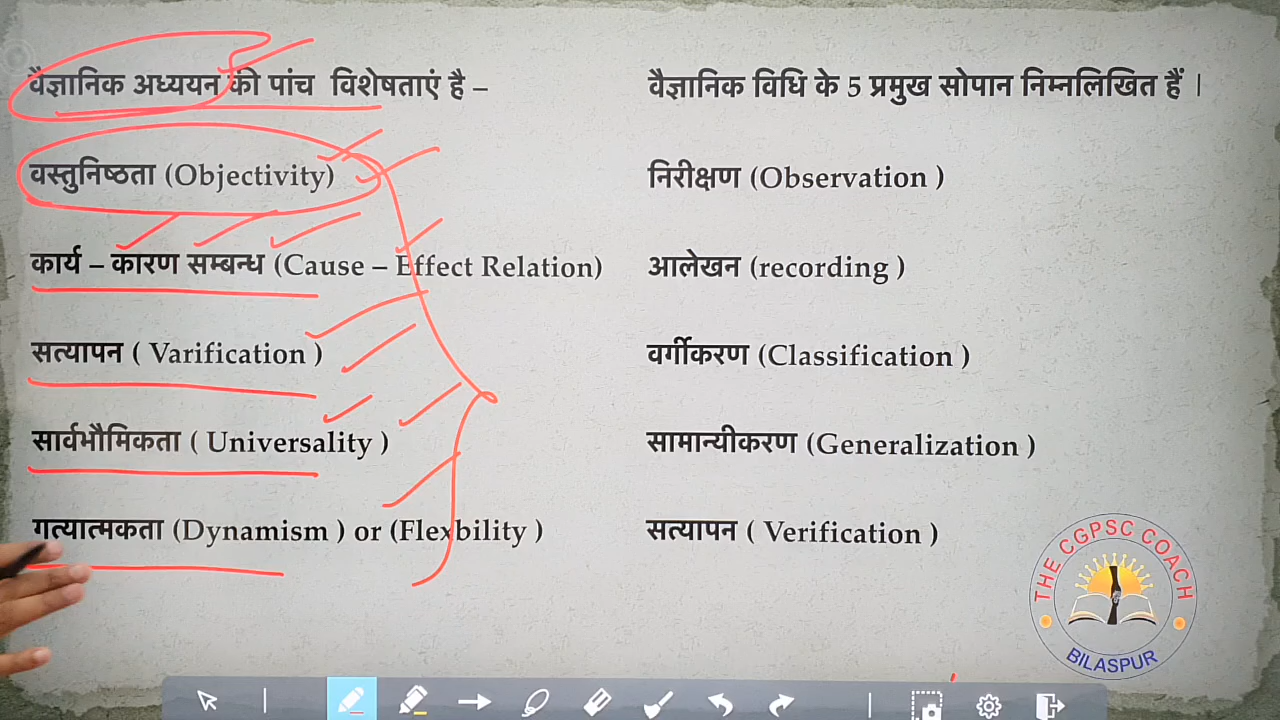 वैज्ञानिक अध्ययन की पांच विशेषताएं है –
वस्तुनिष्ठता (Objectivity)
कार्य – कारण सम्बन्ध (Cause – Effect Relation)
सत्यापन ( Varification )
सार्वभौमिकता ( Universality )
गत्यात्मकता (Dynamism ) or (Flexbility )
वैज्ञानिक विधि के 5 प्रमुख सोपान निम्नलिखित हैं |
निरीक्षण (Observation )
आलेखन (recording )
वर्गीकरण (Classification )
सामान्यीकरण (Generalization )
सत्यापन ( Verification )
THE CGPSC COACH
BILASPUR